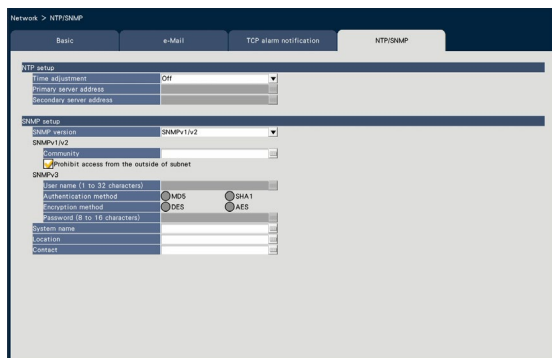 Network > NTP/SNMP
Basic e-Mail TCP alarm notification NTP/SNMP
NTP setup
Time adjustment Off
Primary server address
Secondary server address
SNMP setup
SNMP version SNMPv1/v2
SNMPv1/v2
Community
Prohibit access from the outside of subnet
SNMPv3
User name (1 to 32 characters)
Authentication method MD5 SHA1
Encryption method DES AES
Password (8 to 16 characters)
System name
Location
Contact